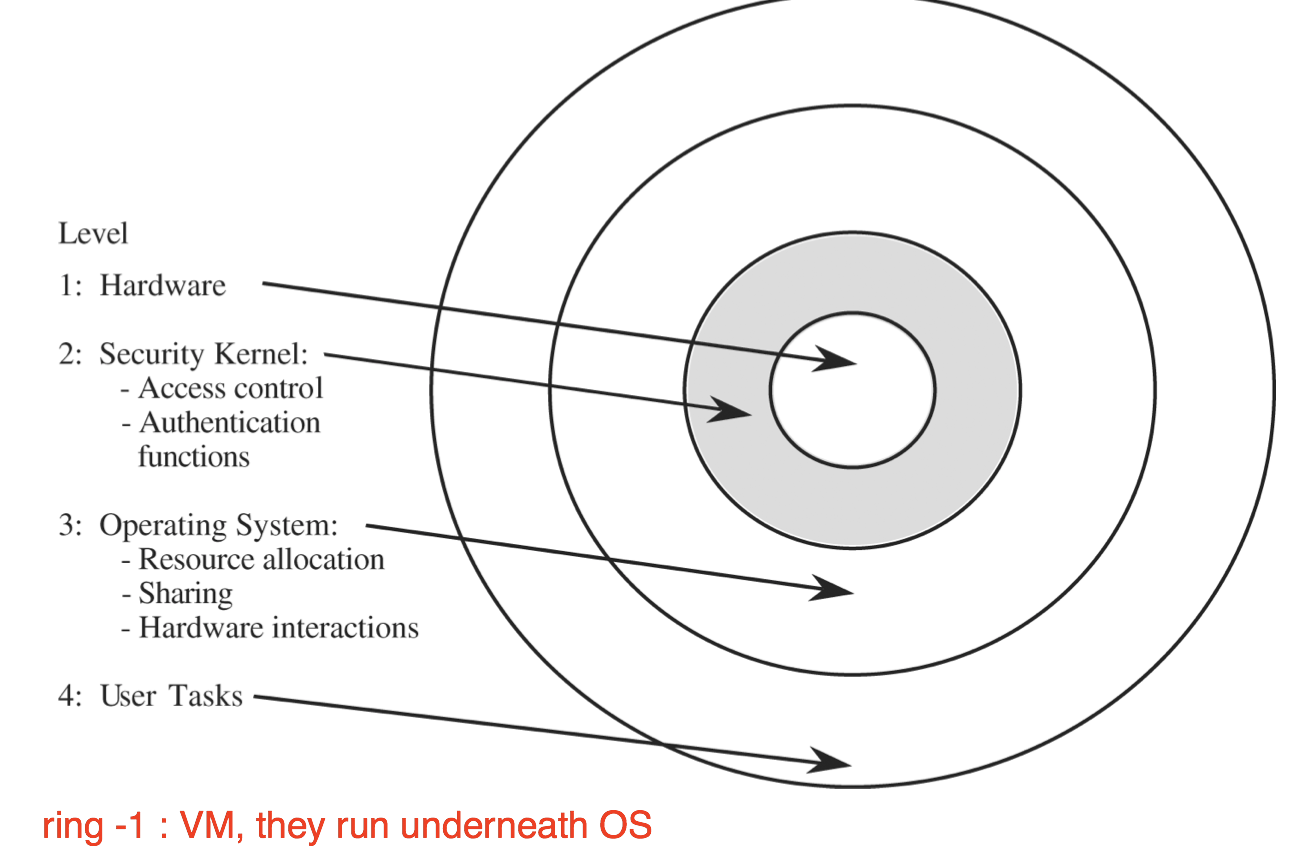 Level
1: Hardware
2: Security Kernel:
- Access control
- Authentication
functions
3: Operating System:
- Resource allocation
- Sharing
- Hardware interactions
4: User Tasks
ring -1 : VM, they run underneath OS